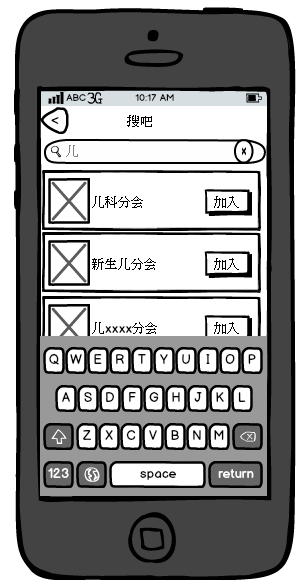 ABC 3G 10:17 AM
<
搜吧
儿 x
儿科分会 加入
新生儿分会 加入
儿xxxx分会 加入
Q W E R T Y U I O P
A S D F G H J K L
Z X C V B N M
123 space return